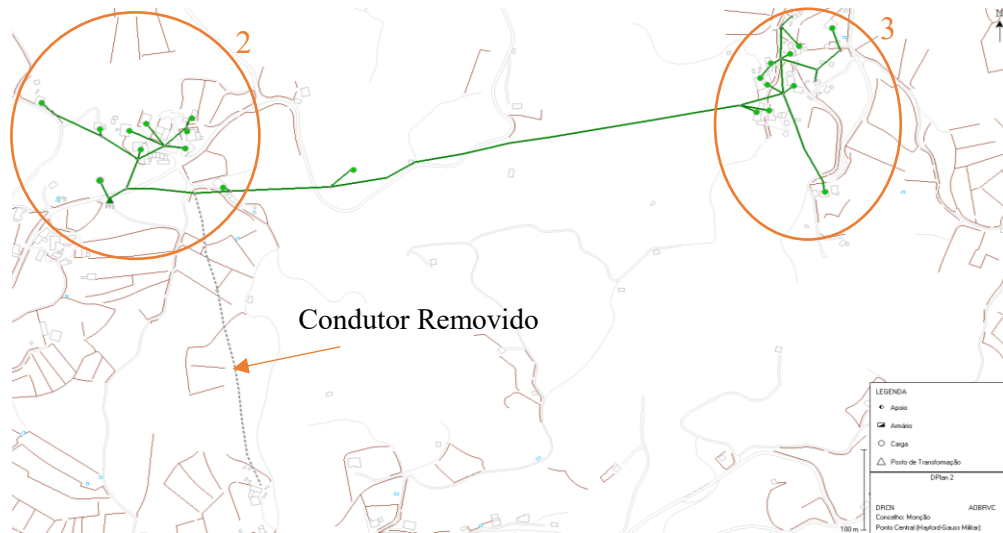 2
3
N
Condutor Removido
LEGENDA
Apoio
Armário
Carga
Posto de Transformação
DPlan 2
DRCN AOBRVC
Concelho: Monção
Ponto Central (Hayford-Gauss Militar):
100 m